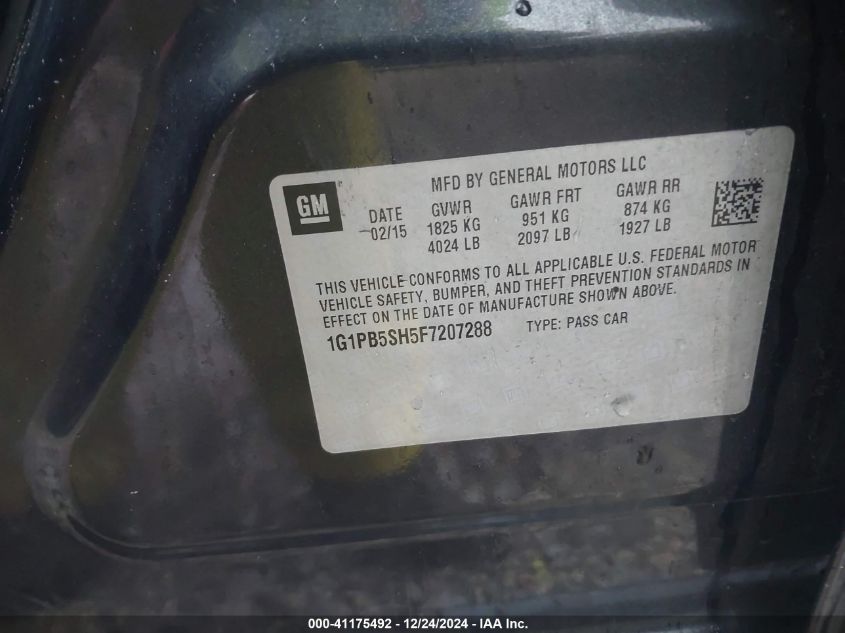 MFD BY GENERAL MOTORS LLC
GM
DATE GVWR GAWR FRT GAWR RR
02/15 1825 KG 951 KG 874 KG
4024 LB 2097 LB 1927 LB
THIS VEHICLE CONFORMS TO ALL APPLICABLE U.S. FEDERAL MOTOR
VEHICLE SAFETY, BUMPER, AND THEFT PREVENTION STANDARDS IN
EFFECT ON THE DATE OF MANUFACTURE SHOWN ABOVE.
1G1PB5SH5F7207288 TYPE: PASS CAR
000-41175492 - 12/24/2024 - IAA Inc.